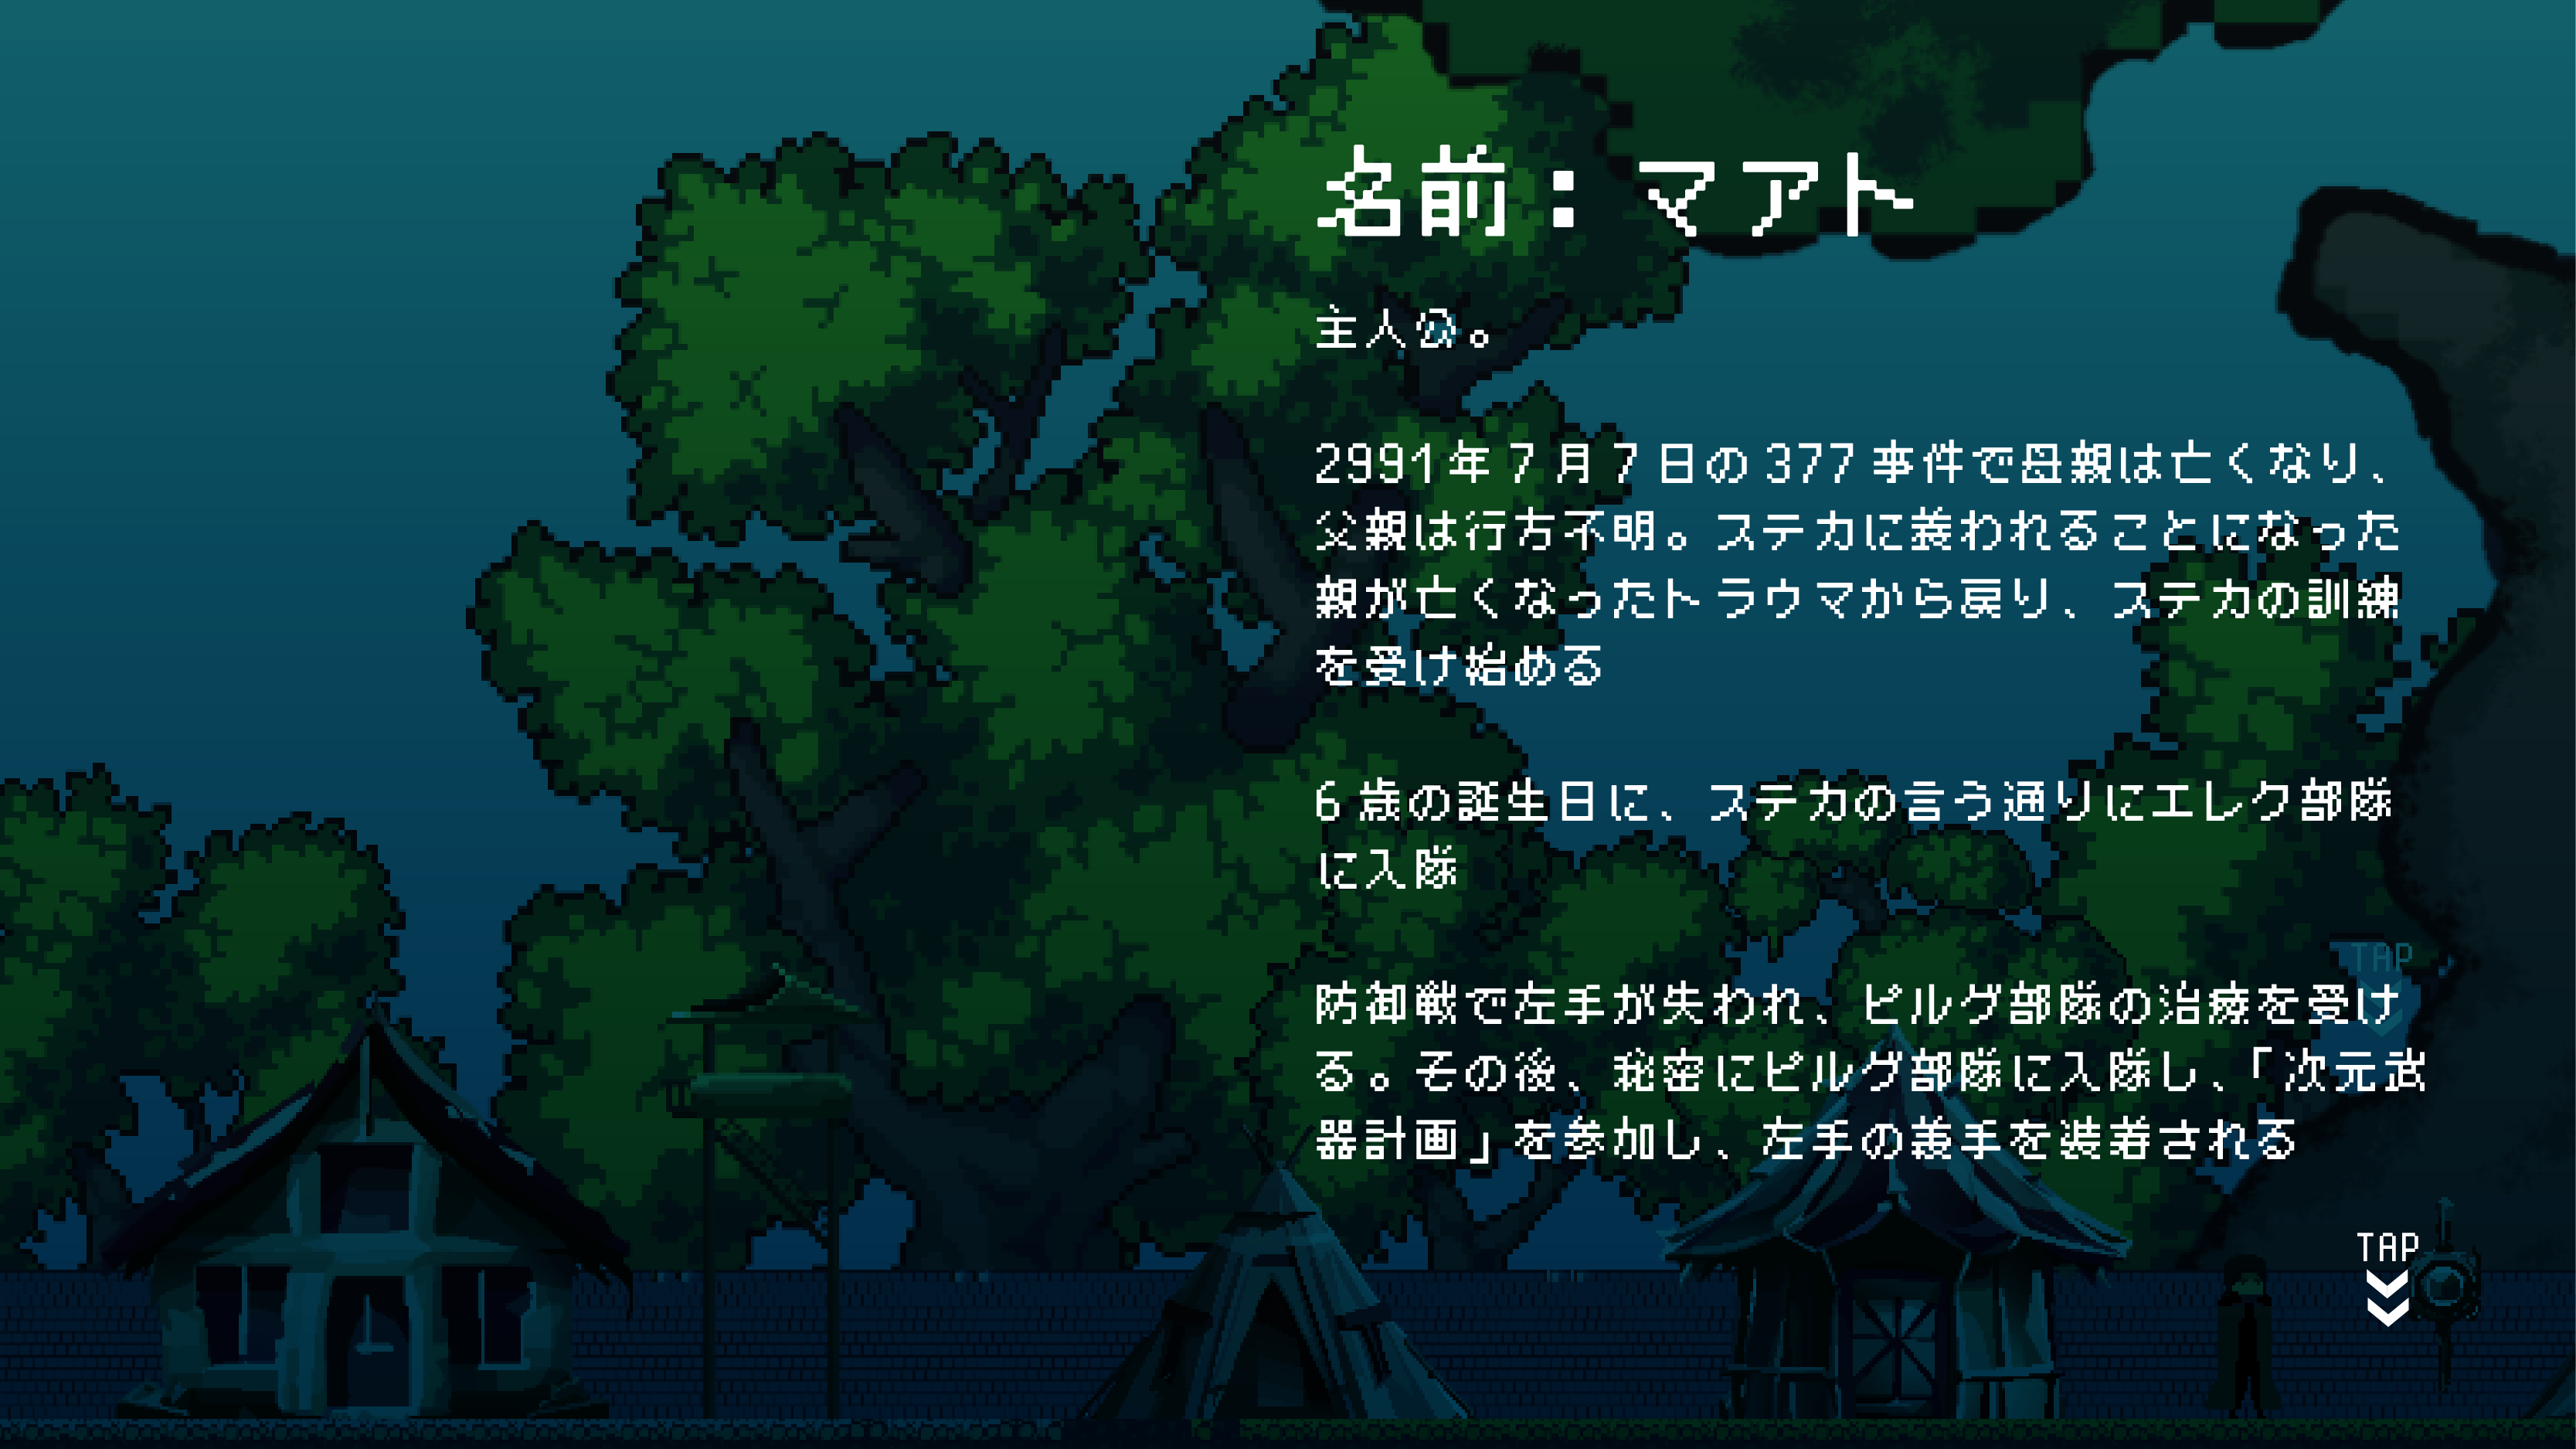 名前：マアト
主人公。
2991年7月7日の377事件で母親は亡くなり、
父親は行方不明。ステカに養われることになった
親が亡くなったトラウマから戻り、ステカの訓練
を受け始める
6歳の誕生日に、ステカの言う通りにエレク部隊
に入隊
防御戦で左手が失われ、ピルゲ部隊の治療を受け
る。その後、秘密にピルゲ部隊に入隊し、「次元武
器計画」を参加し、左手の義手を装着される
TAP
TAP